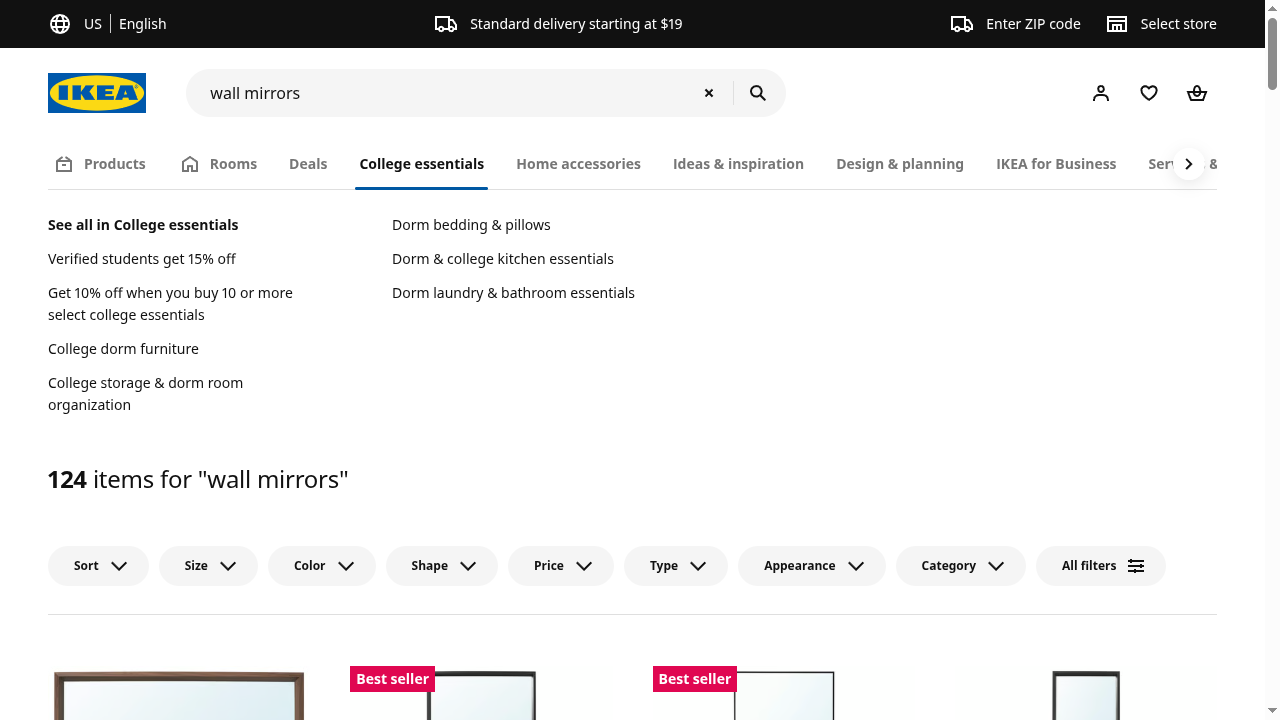 US | English
Standard delivery starting at $19
Enter ZIP code
Select store
IKEA
wall mirrors
Products
Rooms
Deals
College essentials
Home accessories
Ideas & inspiration
Design & planning
IKEA for Business
See all in College essentials
Verified students get 15% off
Get 10% off when you buy 10 or more
select college essentials
College dorm furniture
College storage & dorm room
organization
Dorm bedding & pillows
Dorm & college kitchen essentials
Dorm laundry & bathroom essentials
124 items for "wall mirrors"
Sort
Size
Color
Shape
Price
Type
Appearance
Category
All filters
Best seller
Best seller